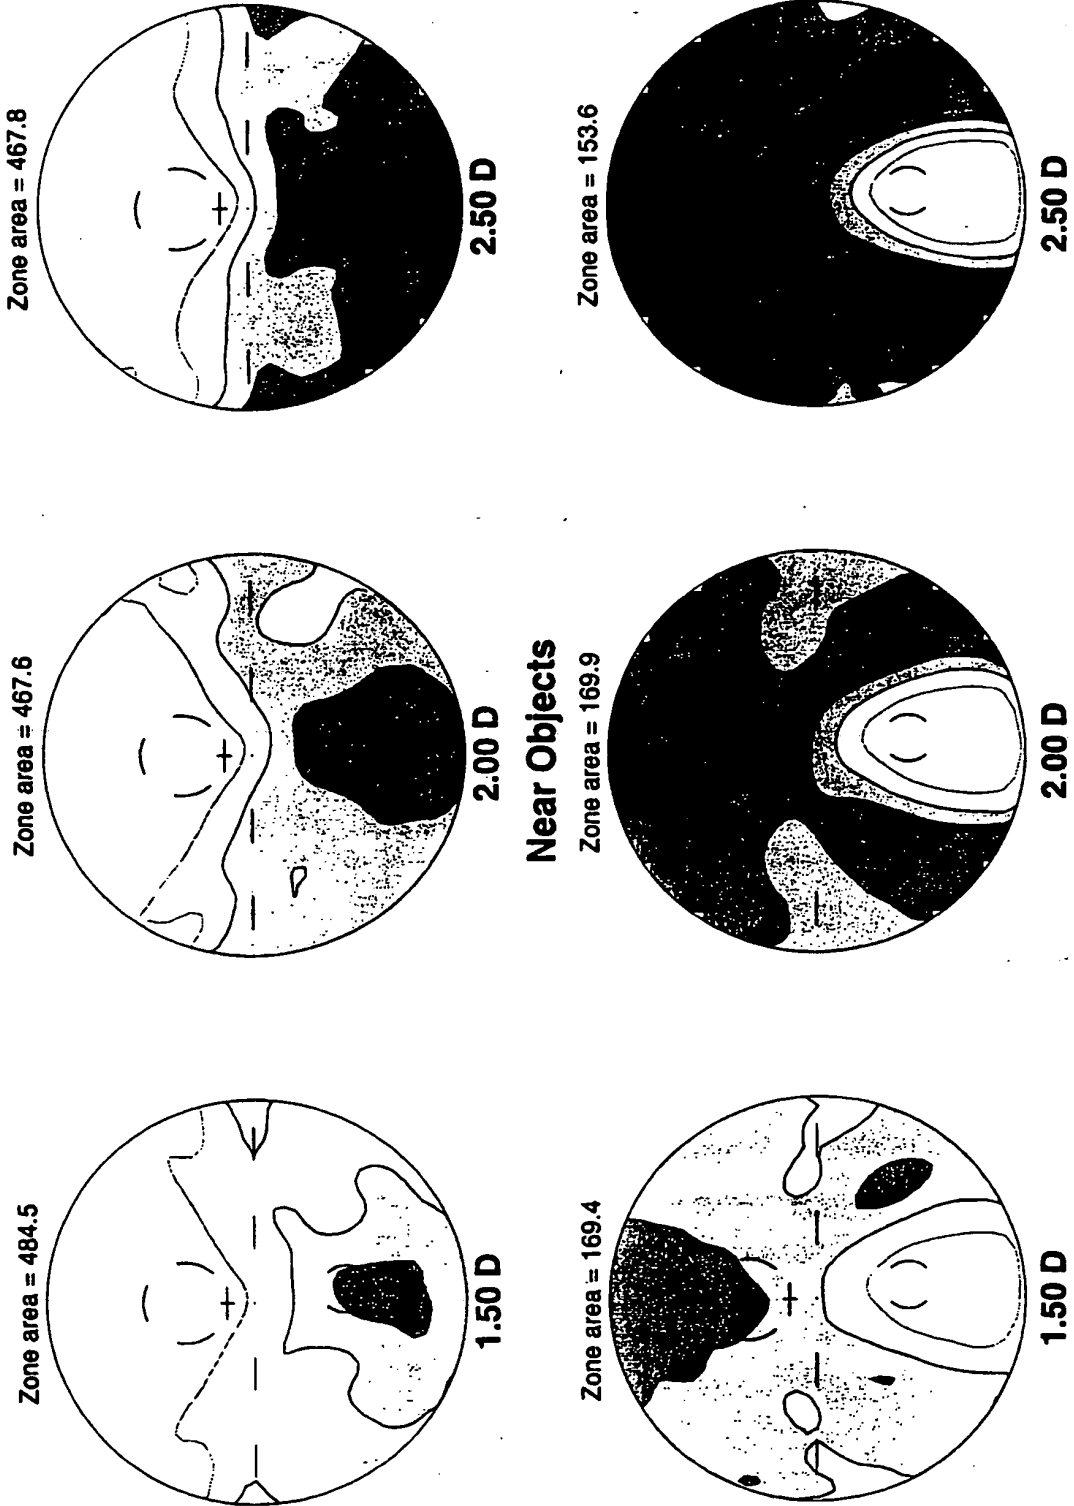 Zone area = 484.5
Zone area = 467.6
Zone area = 467.8
1.50 D
2.00 D
2.50 D
Near Objects
Zone area = 169.4
Zone area = 169.9
Zone area = 153.6
1.50 D
2.00 D
2.50 D